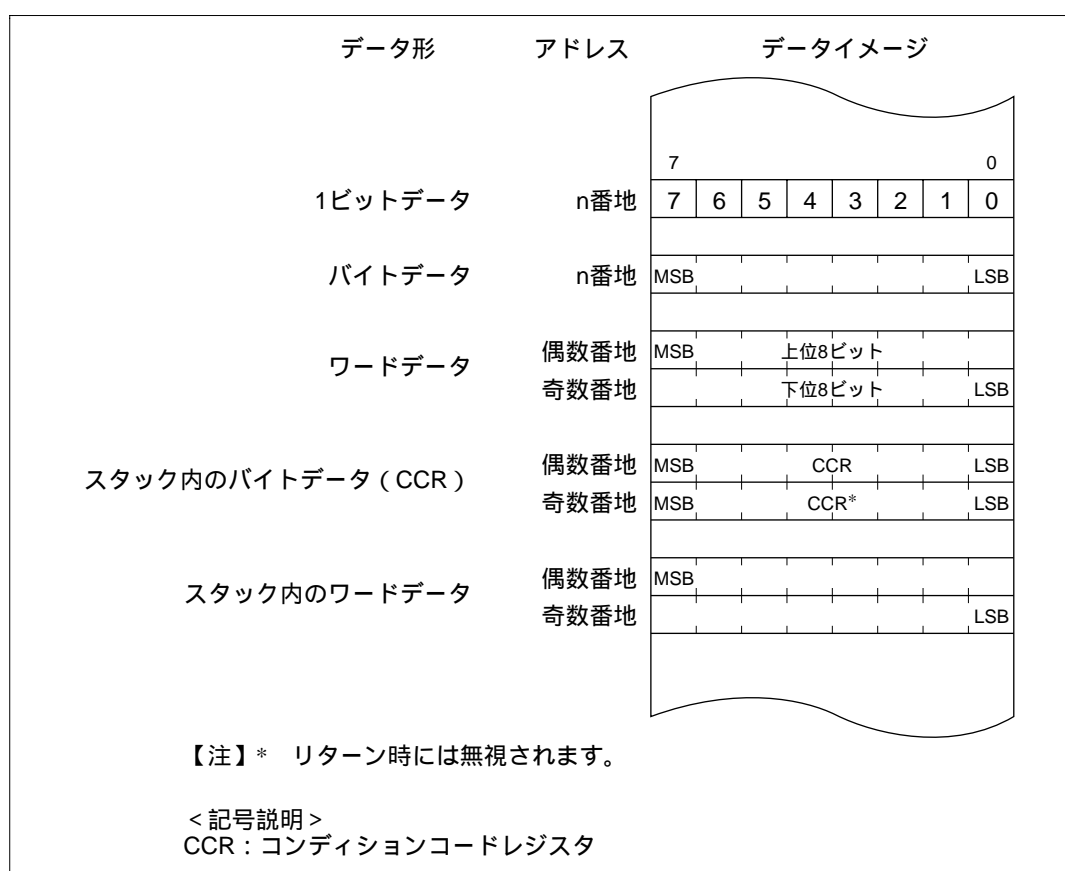 データ形 アドレス データイメージ
7 0
1ビットデータ n番地 7 6 5 4 3 2 1 0
バイトデータ n番地 MSB LSB
ワードデータ 偶数番地 MSB 上位8ビット
奇数番地 下位8ビット LSB
スタック内のバイトデータ（CCR） 偶数番地 MSB CCR LSB
奇数番地 MSB CCR* LSB
スタック内のワードデータ 偶数番地 MSB
奇数番地 LSB
【注】* リターン時には無視されます。
<記号説明>
CCR：コンディションコードレジスタ